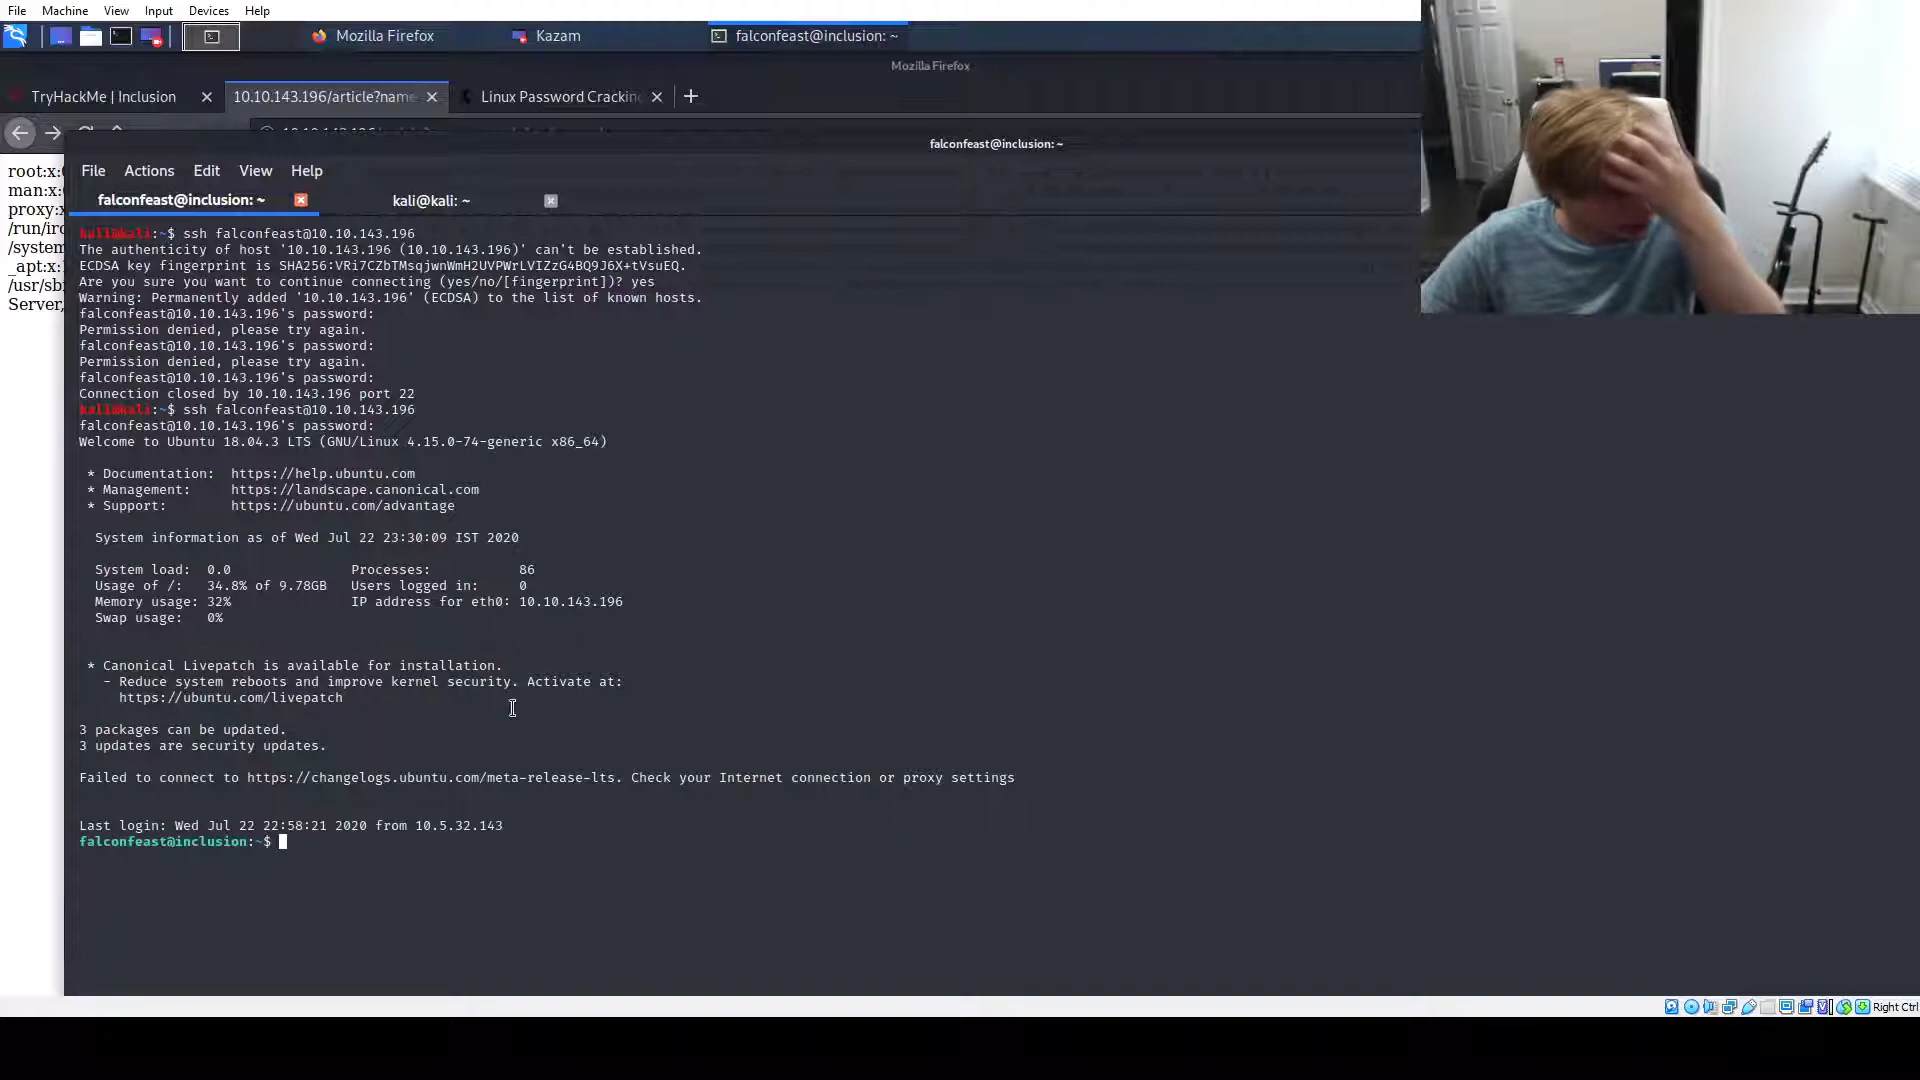 File Machine View Input Devices Help
Mozilla Firefox Kazam falconfeast@inclusion: ~
Mozilla Firefox
TryHackMe | Inclusion 10.10.143.196/article?name Linux Password Crackin
falconfeast@inclusion: ~
File Actions Edit View Help
falconfeast@inclusion: ~ kali@kali: ~
root:x:
man:x:
proxy:x
/run/irc
/system
_apt:x:
/usr/sb
Server,
kali@kali:~$ ssh falconfeast@10.10.143.196
The authenticity of host '10.10.143.196 (10.10.143.196)' can't be established.
ECDSA key fingerprint is SHA256:VRi7CZbTMsqjwnWmH2UVPWrLVIZzG4BQ9J6X+tVsuEQ.
Are you sure you want to continue connecting (yes/no/[fingerprint])? yes
Warning: Permanently added '10.10.143.196' (ECDSA) to the list of known hosts.
falconfeast@10.10.143.196's password:
Permission denied, please try again.
falconfeast@10.10.143.196's password:
Permission denied, please try again.
falconfeast@10.10.143.196's password:
Connection closed by 10.10.143.196 port 22
kali@kali:~$ ssh falconfeast@10.10.143.196
falconfeast@10.10.143.196's password:
Welcome to Ubuntu 18.04.3 LTS (GNU/Linux 4.15.0-74-generic x86_64)
* Documentation: https://help.ubuntu.com
* Management: https://landscape.canonical.com
* Support: https://ubuntu.com/advantage
System information as of Wed Jul 22 23:30:09 IST 2020
System load: 0.0 Processes: 86
Usage of /: 34.8% of 9.78GB Users logged in: 0
Memory usage: 32% IP address for eth0: 10.10.143.196
Swap usage: 0%
* Canonical Livepatch is available for installation.
- Reduce system reboots and improve kernel security. Activate at:
https://ubuntu.com/livepatch
3 packages can be updated.
3 updates are security updates.
Failed to connect to https://changelogs.ubuntu.com/meta-release-lts. Check your Internet connection or proxy settings
Last login: Wed Jul 22 22:58:21 2020 from 10.5.32.143
falconfeast@inclusion:~$
Right Ctrl